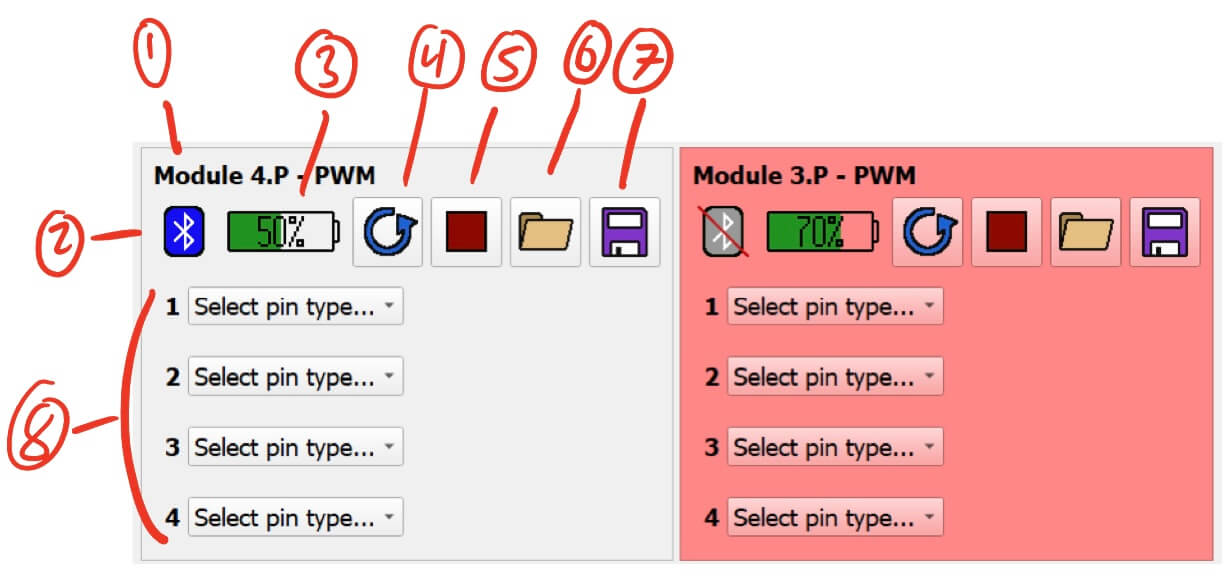 1 3 4 5 6 7
Module 4.P - PWM Module 3.P - PWM
2 50% 70%
1 Select pin type... 1 Select pin type...
2 Select pin type... 2 Select pin type...
8
3 Select pin type... 3 Select pin type...
4 Select pin type... 4 Select pin type...